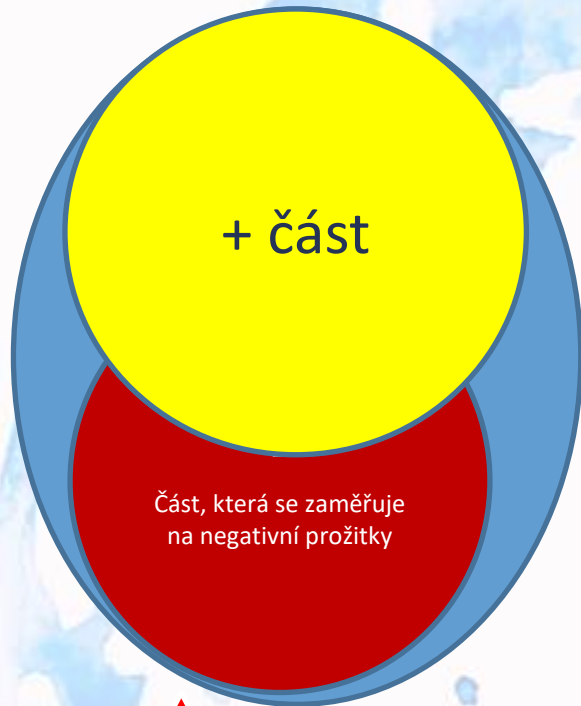 + část
Část, která se zaměřuje
na negativní prožitky